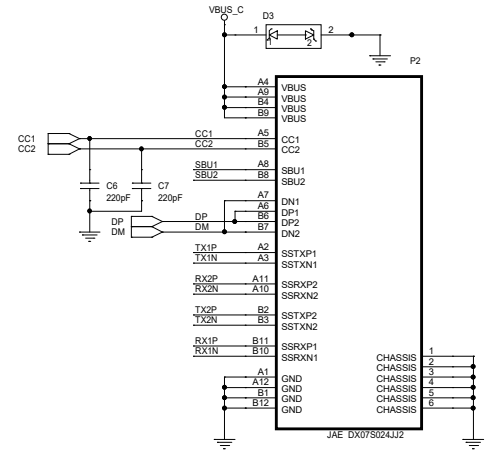 VBUS_C
D3
1 2 2
P2
A4 VBUS
A9 VBUS
B4 VBUS
B9 VBUS
CC1 CC1 A5 CC1
CC2 CC2 B5 CC2
SBU1 A8 SBU1
SBU2 B8 SBU2
C6 220pF
C7 220pF
A7 DN1
A6 DP1
DP DP B6 DP2
DM DM B7 DN2
TX1P A2 SSTXP1
TX1N A3 SSTXN1
RX2P A11 SSRXP2
RX2N A10 SSRXN2
TX2P B2 SSTXP2
TX2N B3 SSTXN2
RX1P B11 SSRXP1
RX1N B10 SSRXN1
CHASSIS 1
CHASSIS 2
CHASSIS 3
CHASSIS 4
CHASSIS 5
CHASSIS 6
A1 GND
A12 GND
B1 GND
B12 GND
JAE DX07S024JJ2